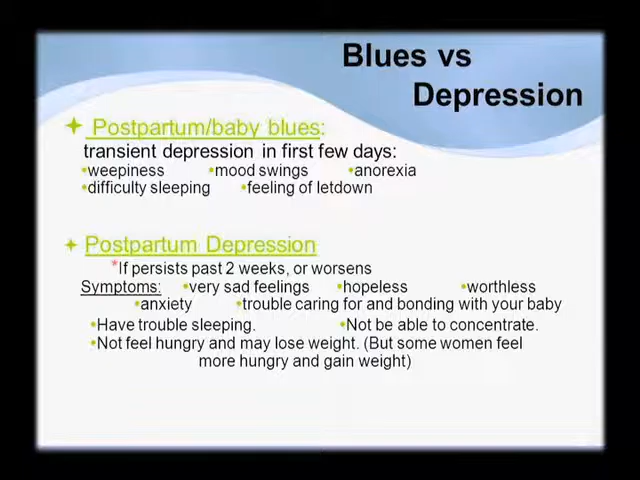 Blues vs
Depression
Postpartum/baby blues:
transient depression in first few days:
•weepiness •mood swings •anorexia
•difficulty sleeping •feeling of letdown
Postpartum Depression
*If persists past 2 weeks, or worsens
Symptoms: •very sad feelings •hopeless •worthless
•anxiety •trouble caring for and bonding with your baby
•Have trouble sleeping. •Not be able to concentrate.
•Not feel hungry and may lose weight. (But some women feel
more hungry and gain weight)